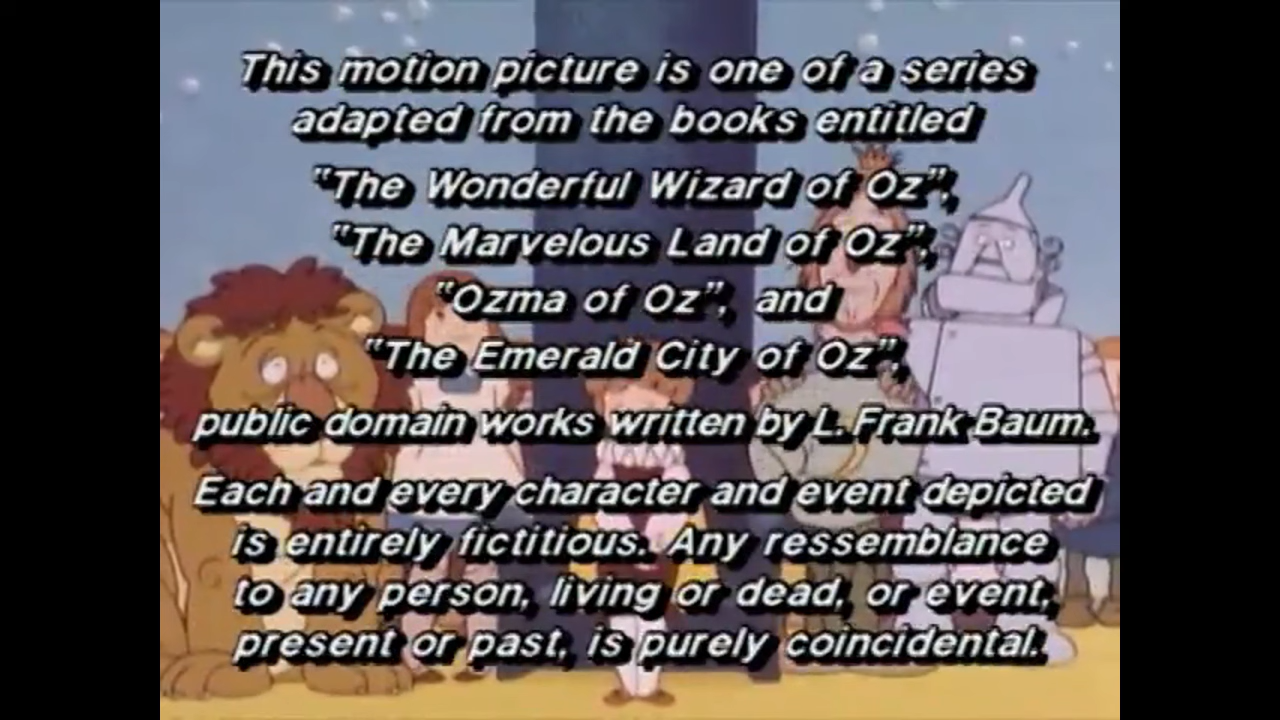 This motion picture is one of a series
adapted from the books entitled
"The Wonderful Wizard of Oz",
"The Marvelous Land of Oz",
"Ozma of Oz", and
"The Emerald City of Oz",
public domain works written by L. Frank Baum.
Each and every character and event depicted
is entirely fictitious. Any ressemblance
to any person, living or dead, or event,
present or past, is purely coincidental.